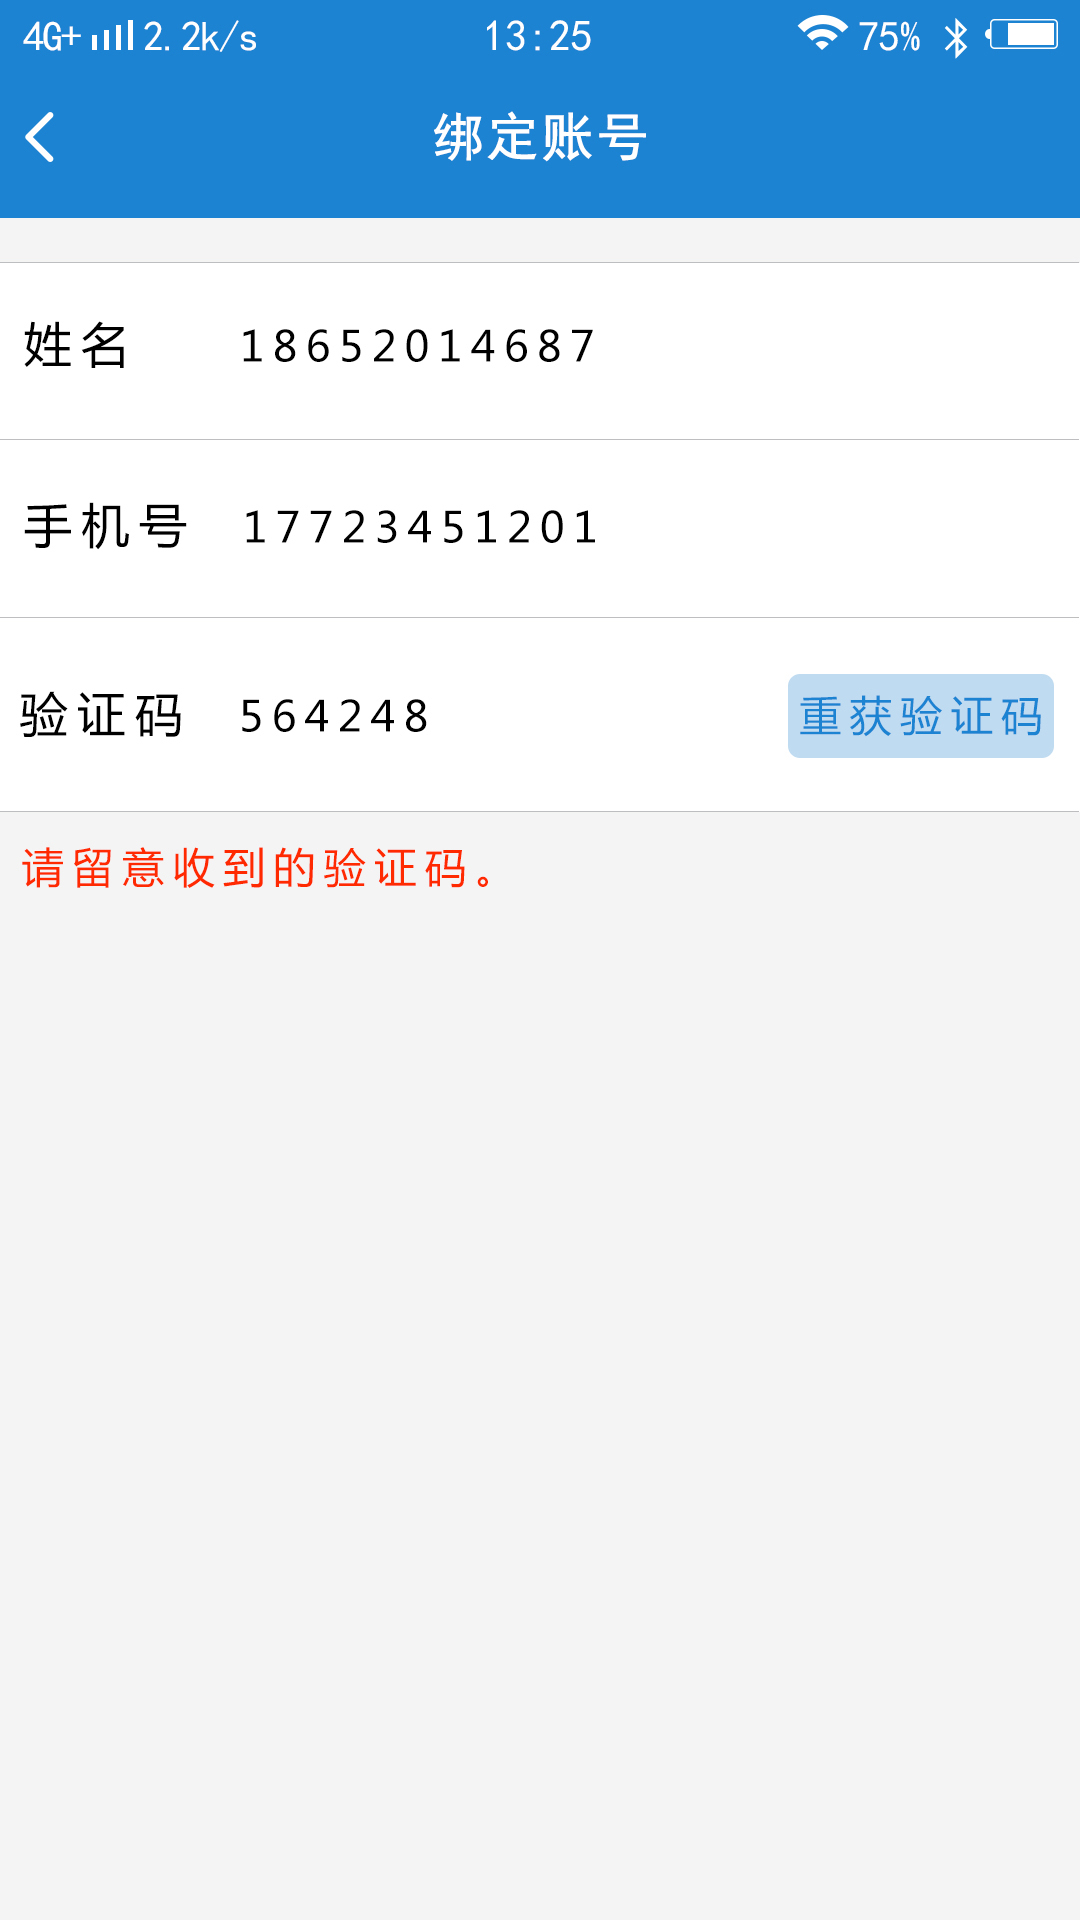 4G+ 2.2k/s 13:25 75%
绑定账号
姓名 18652014687
手机号 17723451201
验证码 564248 重获验证码
请留意收到的验证码。